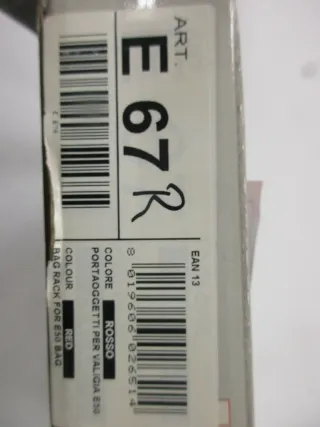 ART.
E 67 R
E 67R
EAN 13
8 019606 026514
COLORE ROSSO
PORTAOGGETTI PER VALIGIA E50
COLOUR RED
BAG RACK FOR E50 BAG